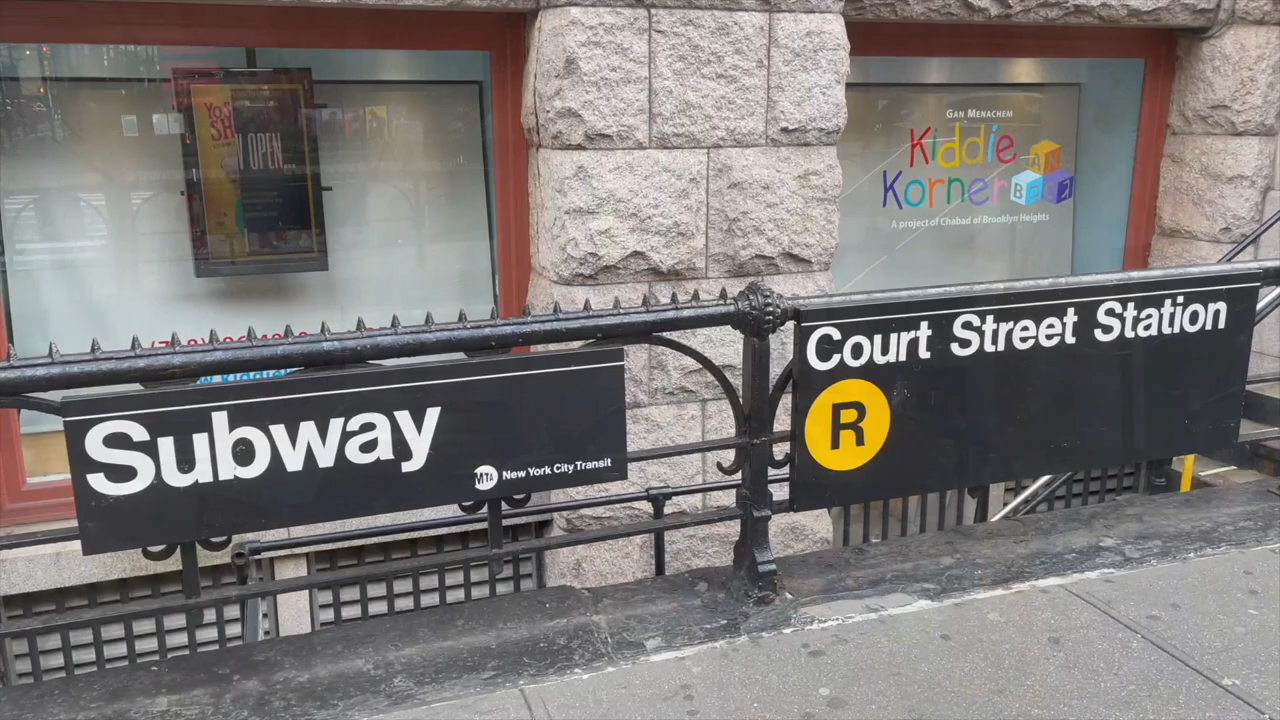 GAN MENACHEM
Kiddie
Korner
A project of Chabad of Brooklyn Heights
OPEN...
Subway
MTA New York City Transit
Court Street Station
R